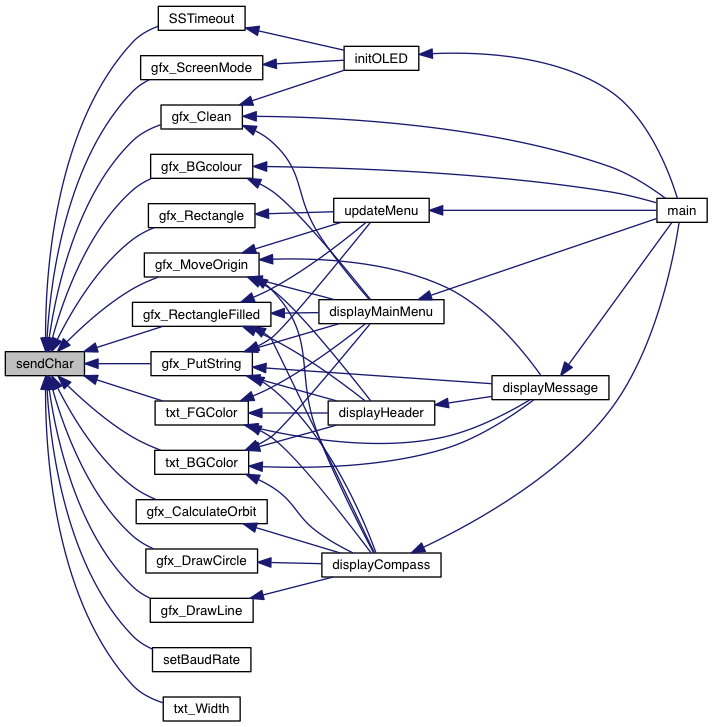 SSTimeout
initOLED
gfx_ScreenMode
gfx_Clean
gfx_BGcolour
updateMenu
main
gfx_Rectangle
gfx_MoveOrigin
displayMainMenu
gfx_RectangleFilled
sendChar
gfx_PutString
displayMessage
txt_FGColor
displayHeader
txt_BGColor
gfx_CalculateOrbit
gfx_DrawCircle
displayCompass
gfx_DrawLine
setBaudRate
txt_Width